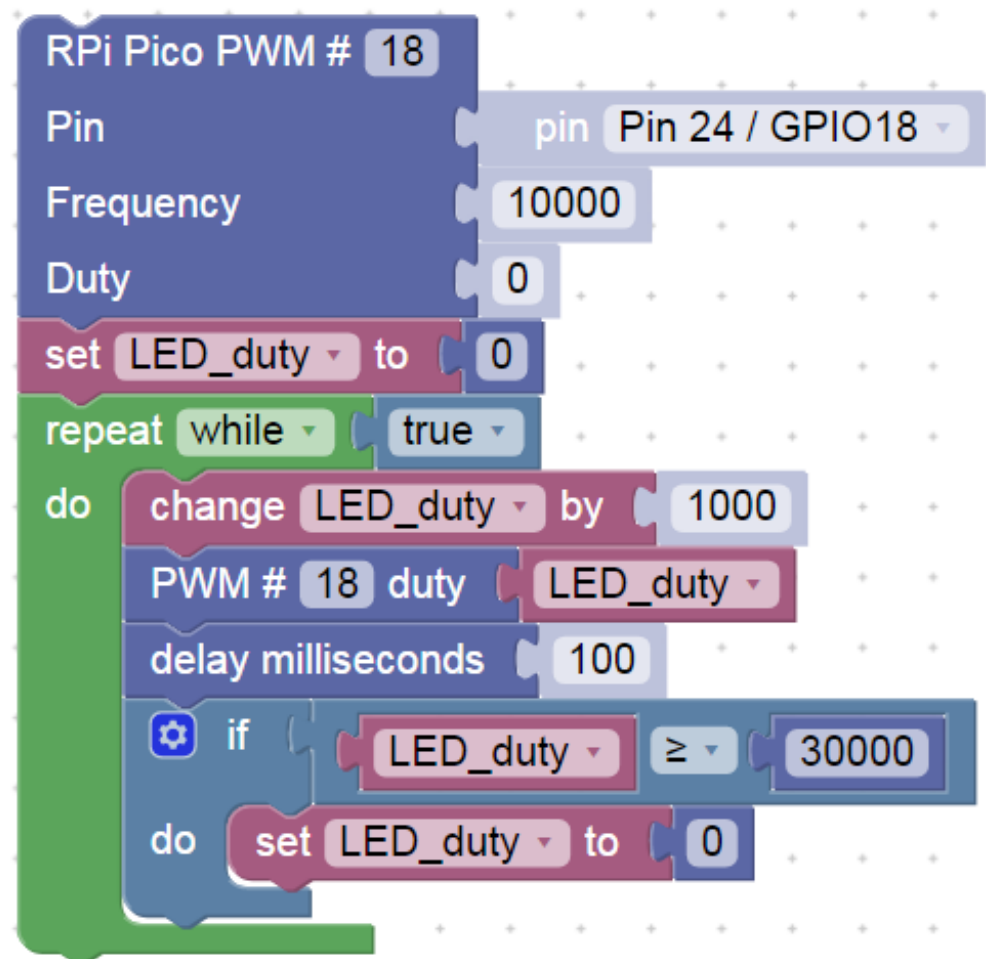 RPi Pico PWM # 18
Pin pin Pin 24 / GPIO18
Frequency 10000
Duty 0
set LED_duty to 0
repeat while true
do change LED_duty by 1000
PWM # 18 duty LED_duty
delay milliseconds 100
if LED_duty ≥ 30000
do set LED_duty to 0